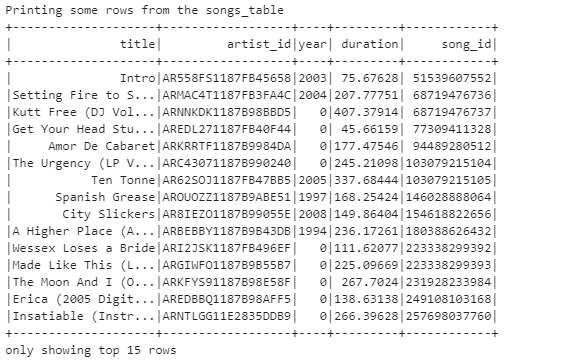 Printing some rows from the songs_table
+--------------------+------------------+----+---------+------------+
|               title|         artist_id|year| duration|     song_id|
+--------------------+------------------+----+---------+------------+
|               Intro|AR558FS1187FB45658|2003| 75.67628| 51539607552|
|Setting Fire to S...|ARMAC4T1187FB3FA4C|2004|207.77751| 68719476736|
|Kutt Free (DJ Vol...|ARNNKDK1187B98BBD5|   0|407.37914| 68719476737|
|Get Your Head Stu...|AREDL271187FB40F44|   0| 45.66159| 77309411328|
|     Amor De Cabaret|ARKRRTF1187B9984DA|   0|177.47546| 94489280512|
|The Urgency (LP V...|ARC43071187B990240|   0|245.21098|103079215104|
|           Ten Tonne|AR62SOJ1187FB47BB5|2005|337.68444|103079215105|
|      Spanish Grease|AROUOZZ1187B9ABE51|1997|168.25424|146028888064|
|       City Slickers|AR8IEZO1187B99055E|2008|149.86404|154618822656|
|A Higher Place (A...|ARBEBBY1187B9B43DB|1994|236.17261|180388626432|
|Wessex Loses a Bride|ARI2JSK1187FB496EF|   0|111.62077|223338299392|
|Made Like This (L...|ARGIWFO1187B9B55B7|   0|225.09669|223338299393|
|The Moon And I (O...|ARKFYS91187B98E58F|   0| 267.7024|231928233984|
|Erica (2005 Digit...|AREDBBQ1187B98AFF5|   0|138.63138|249108103168|
|Insatiable (Instr...|ARNTLGG11E2835DDB9|   0|266.39628|257698037760|
+--------------------+------------------+----+---------+------------+
only showing top 15 rows